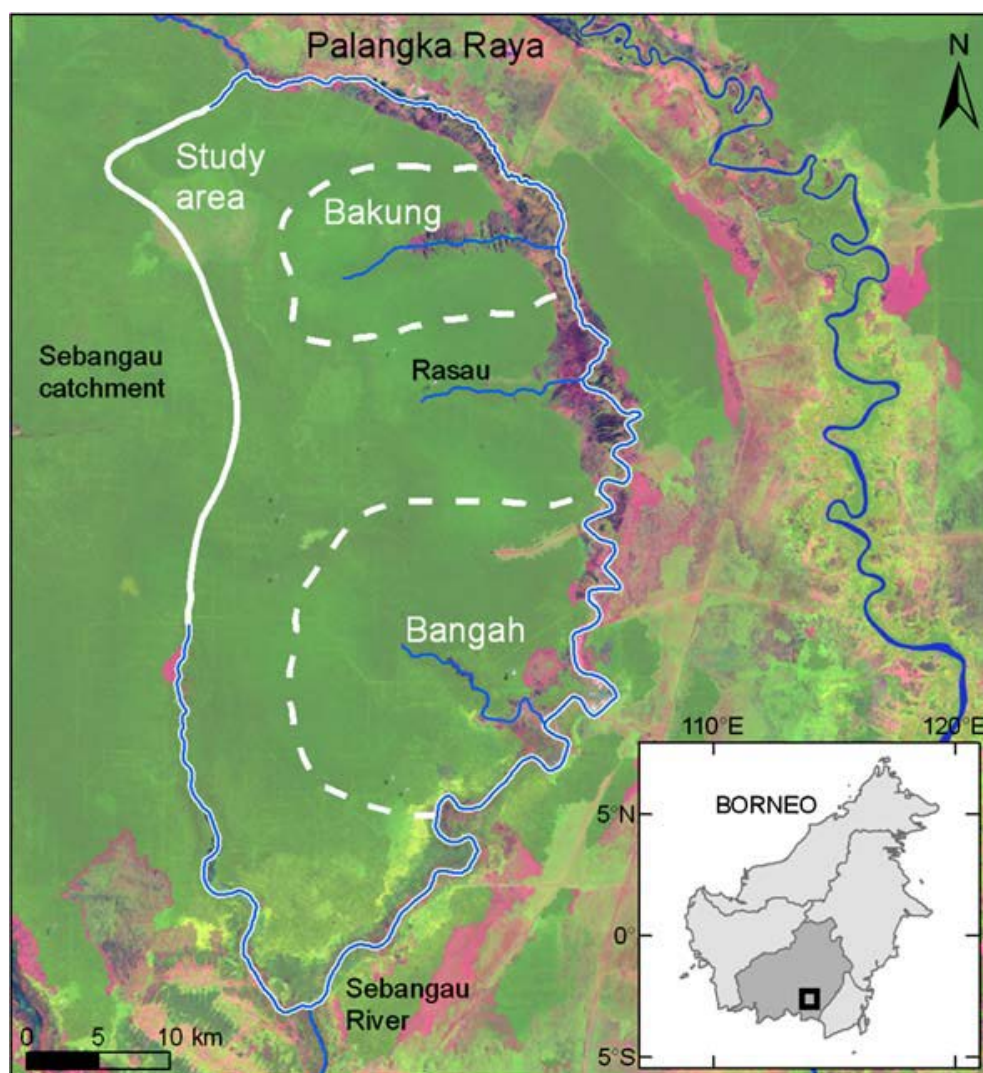 Palangka Raya
N
Study
area
Bakung
Sebangau
catchment
Rasau
Bangah
110°E
120°E
BORNEO
5°N
0°
5°S
Sebangau
River
0 5 10 km